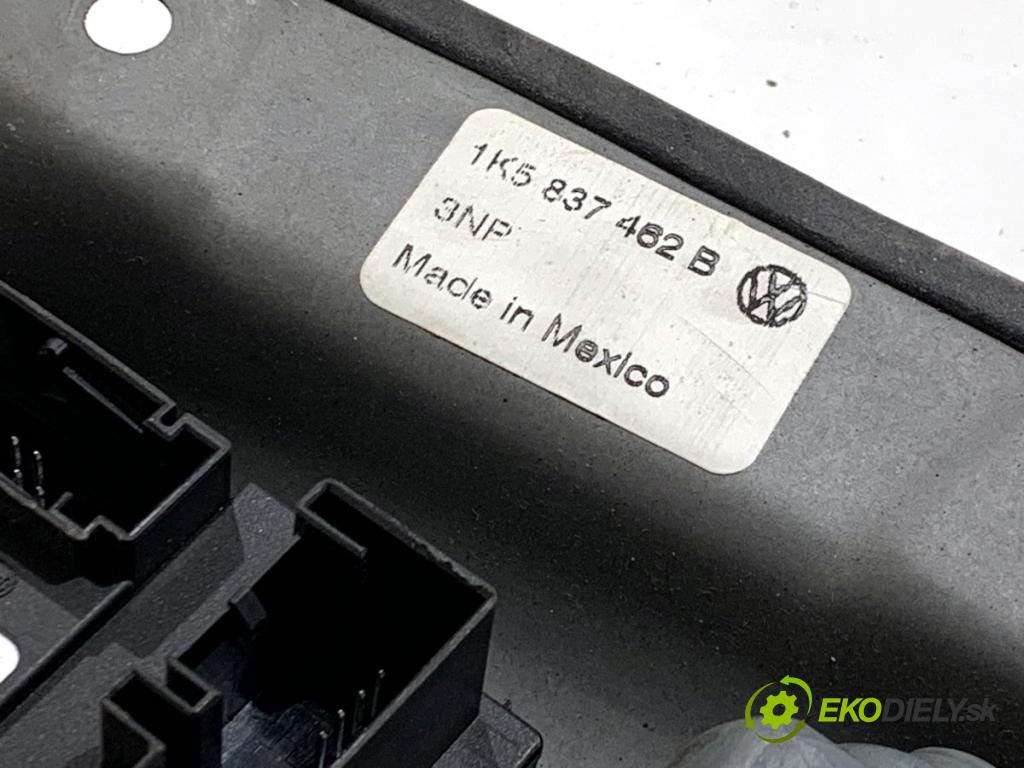 1K5 837 462 B
3NP
Made in Mexico
EKODIELY.sk